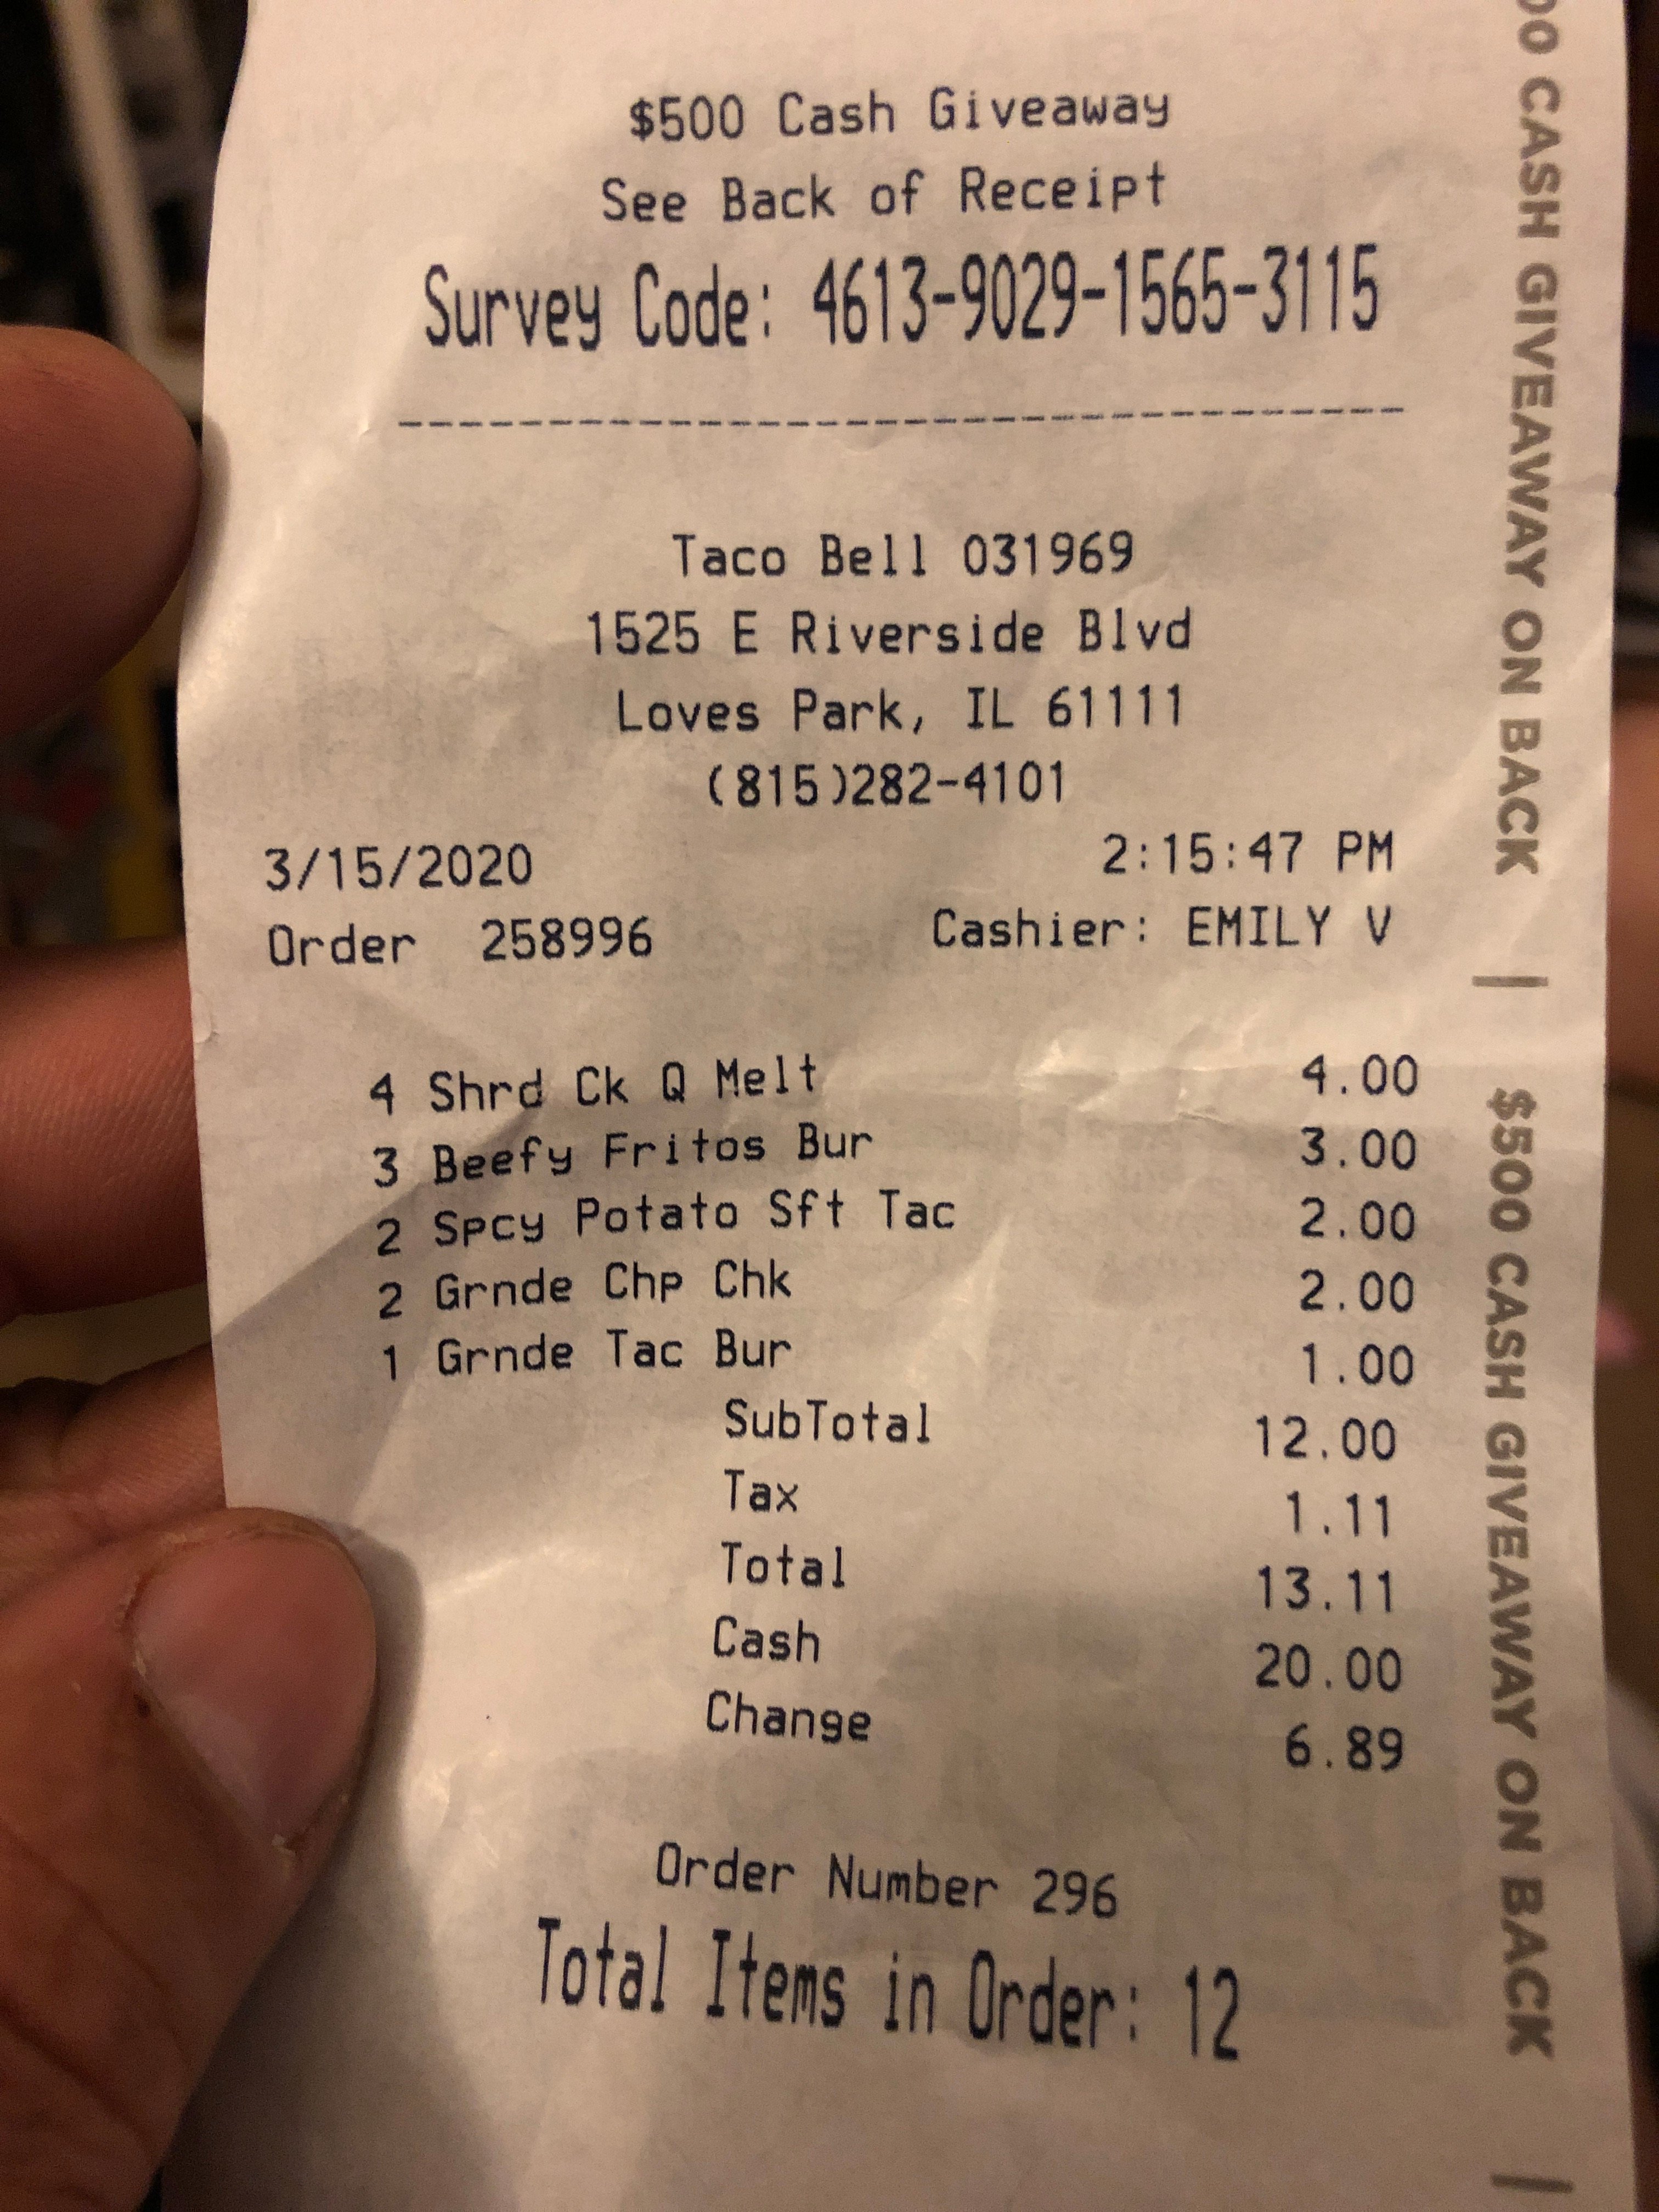 $500 Cash Giveaway
See Back of Receipt
Survey Code: 4613-9029-1565-3115
--------------------------------
Taco Bell 031969
1525 E Riverside Blvd
Loves Park, IL 61111
(815)282-4101
3/15/2020 2:15:47 PM
Order 258996 Cashier: EMILY V
4 Shrd Ck Q Melt 4.00
3 Beefy Fritos Bur 3.00
2 Spcy Potato Sft Tac 2.00
2 Grnde Chp Chk 2.00
1 Grnde Tac Bur 1.00
SubTotal 12.00
Tax 1.11
Total 13.11
Cash 20.00
Change 6.89
Order Number 296
Total Items in Order: 12
00 CASH GIVEAWAY ON BACK | $500 CASH GIVEAWAY ON BACK |